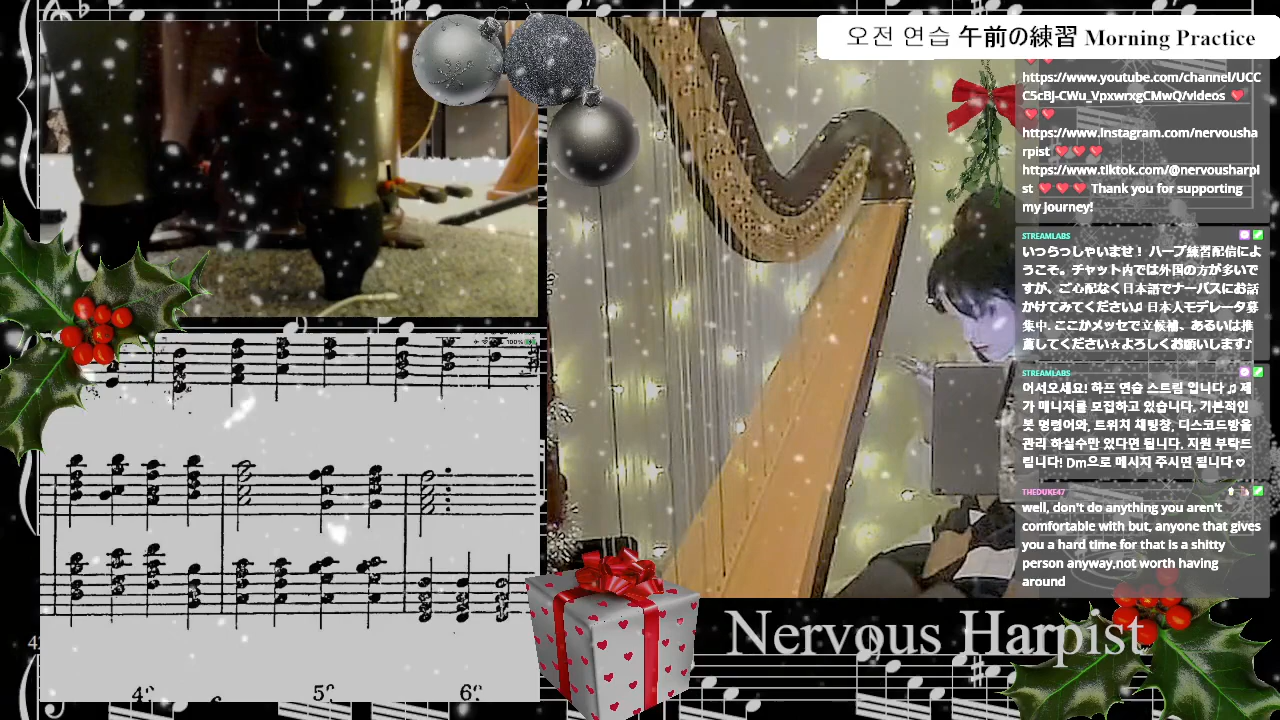 오전 연습 午前の練習 Morning Practice
https://www.youtube.com/channel/UCC
C5cBJ-CWu_VpxwrxgCMwQ/videos ❤
❤ ❤
https://www.instagram.com/nervousha
rpist ❤ ❤ ❤
https://www.tiktok.com/@nervousharpi
st ❤ ❤ ❤ Thank you for supporting
my journey!
STREAMLABS
いつらっしゃいませ！ ハープ練習配信によ
うこそ。チャット内では外国の方が多いで
すが、ご心配なく日本語でナーバスにお話
かけてみてください♫ 日本人モデレータ募
集中. ここかメッセで立候補、あるいは推
薦してください☆よろしくお願いします♪
STREAMLABS
어서오세요! 하프 연습 스트림 입니다 ♫ 제
가 매니저를 모집하고 있습니다. 기본적인
봇 명령어와, 트위치 채팅창, 디스코드방을
관리 하실수만 있다면 됩니다. 지원 부탁드
립니다! Dm으로 메시지 주시면 됩니다 ♡
THEDUKE47
well, don't do anything you aren't
comfortable with but, anyone that gives
you a hard time for that is a shitty
person anyway,not worth having
around
100%
4º
5º
6º
Nervous Harpist